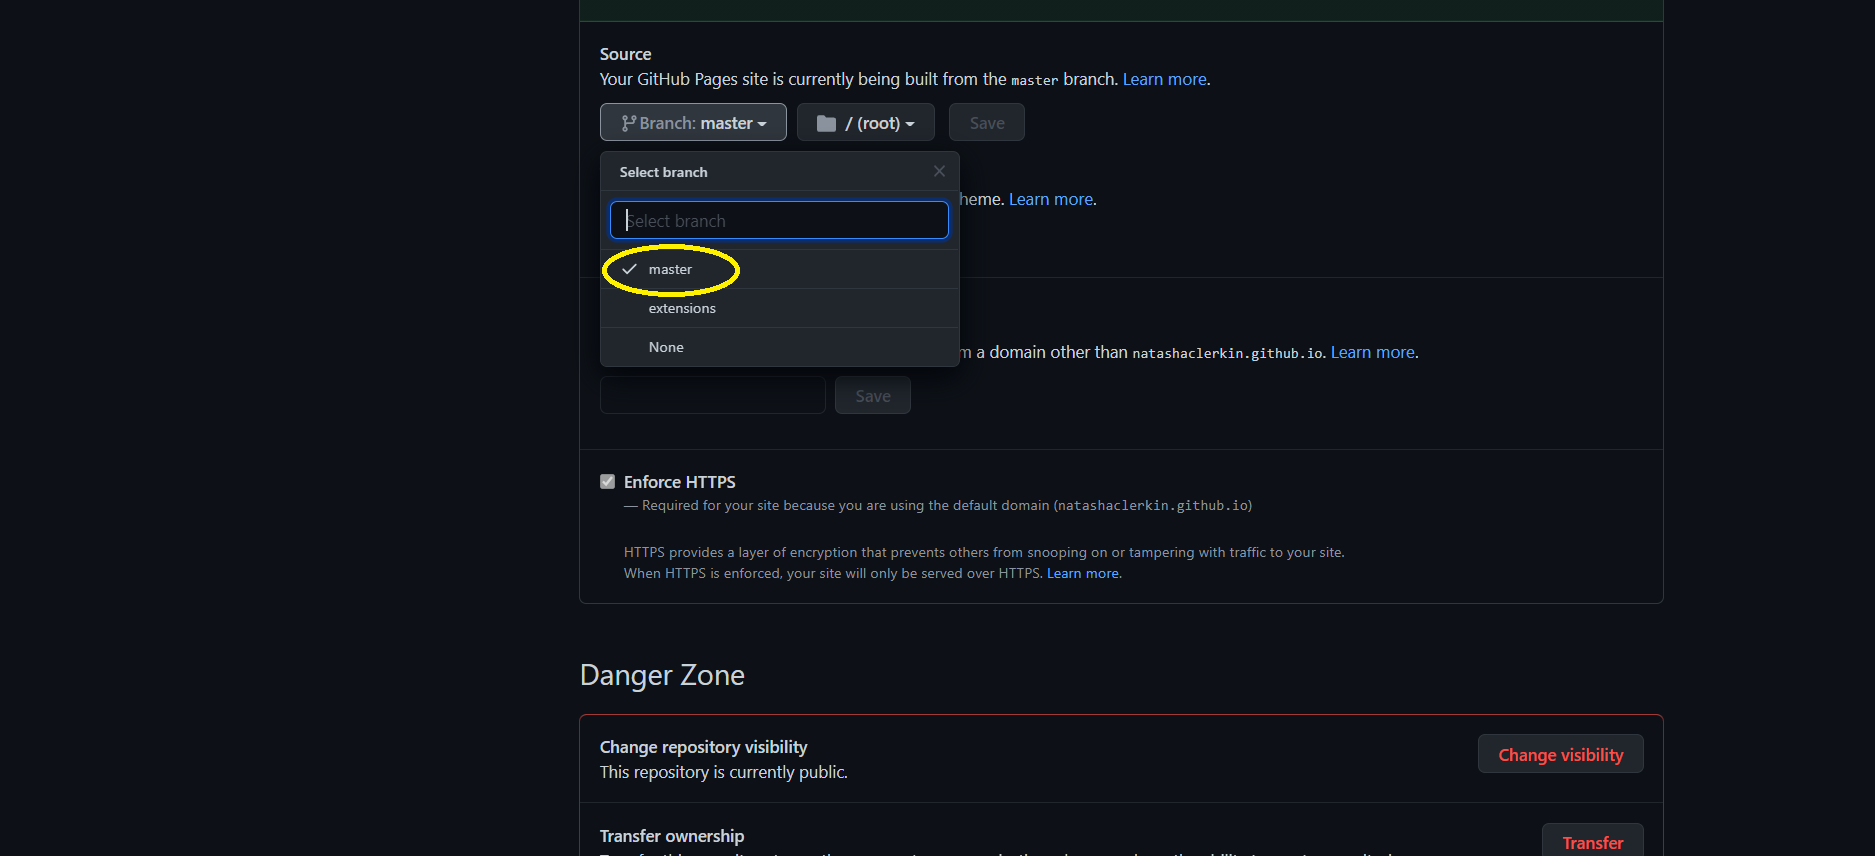 Source
Your GitHub Pages site is currently being built from the master branch. Learn more.
Branch: master / (root) Save
Select branch
heme. Learn more.
Select branch
master
extensions
None
m a domain other than natashaclerkin.github.io. Learn more.
Save
Enforce HTTPS
— Required for your site because you are using the default domain (natashaclerkin.github.io)
HTTPS provides a layer of encryption that prevents others from snooping on or tampering with traffic to your site.
When HTTPS is enforced, your site will only be served over HTTPS. Learn more.
Danger Zone
Change repository visibility
This repository is currently public.
Change visibility
Transfer ownership
Transfer